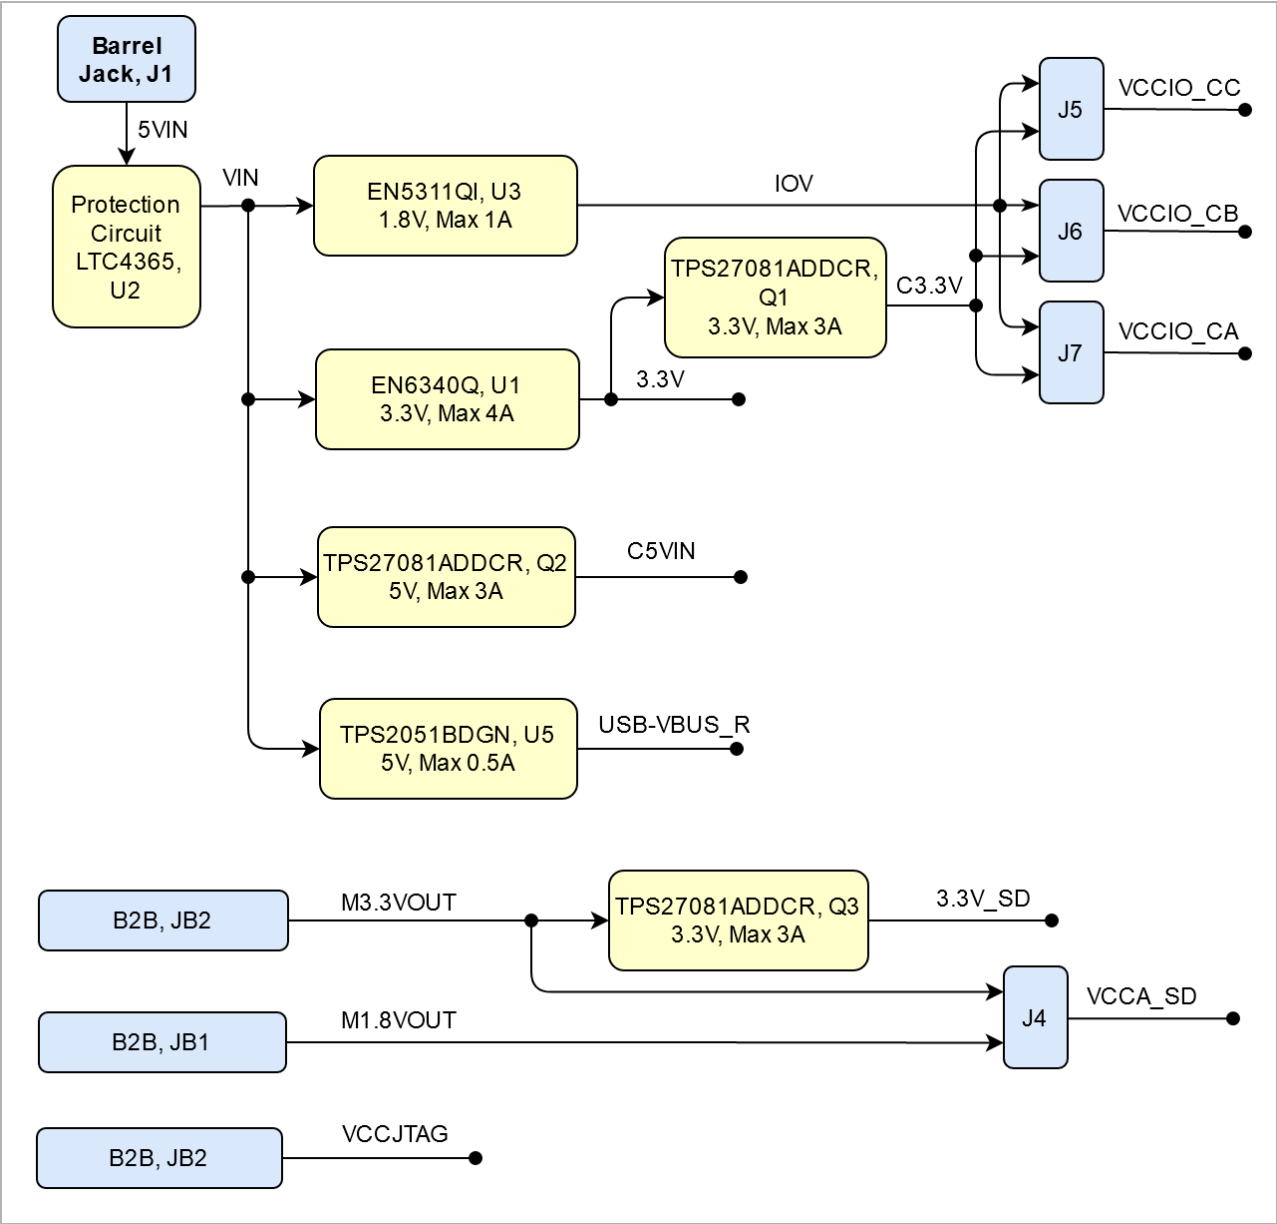 Barrel
Jack, J1
5VIN
Protection
Circuit
LTC4365,
U2
VIN
EN5311QI, U3
1.8V, Max 1A
IOV
J5
VCCIO_CC
J6
VCCIO_CB
J7
VCCIO_CA
TPS27081ADDCR,
Q1
3.3V, Max 3A
C3.3V
EN6340Q, U1
3.3V, Max 4A
3.3V
TPS27081ADDCR, Q2
5V, Max 3A
C5VIN
TPS2051BDGN, U5
5V, Max 0.5A
USB-VBUS_R
B2B, JB2
M3.3VOUT
TPS27081ADDCR, Q3
3.3V, Max 3A
3.3V_SD
B2B, JB1
M1.8VOUT
J4
VCCA_SD
B2B, JB2
VCCJTAG